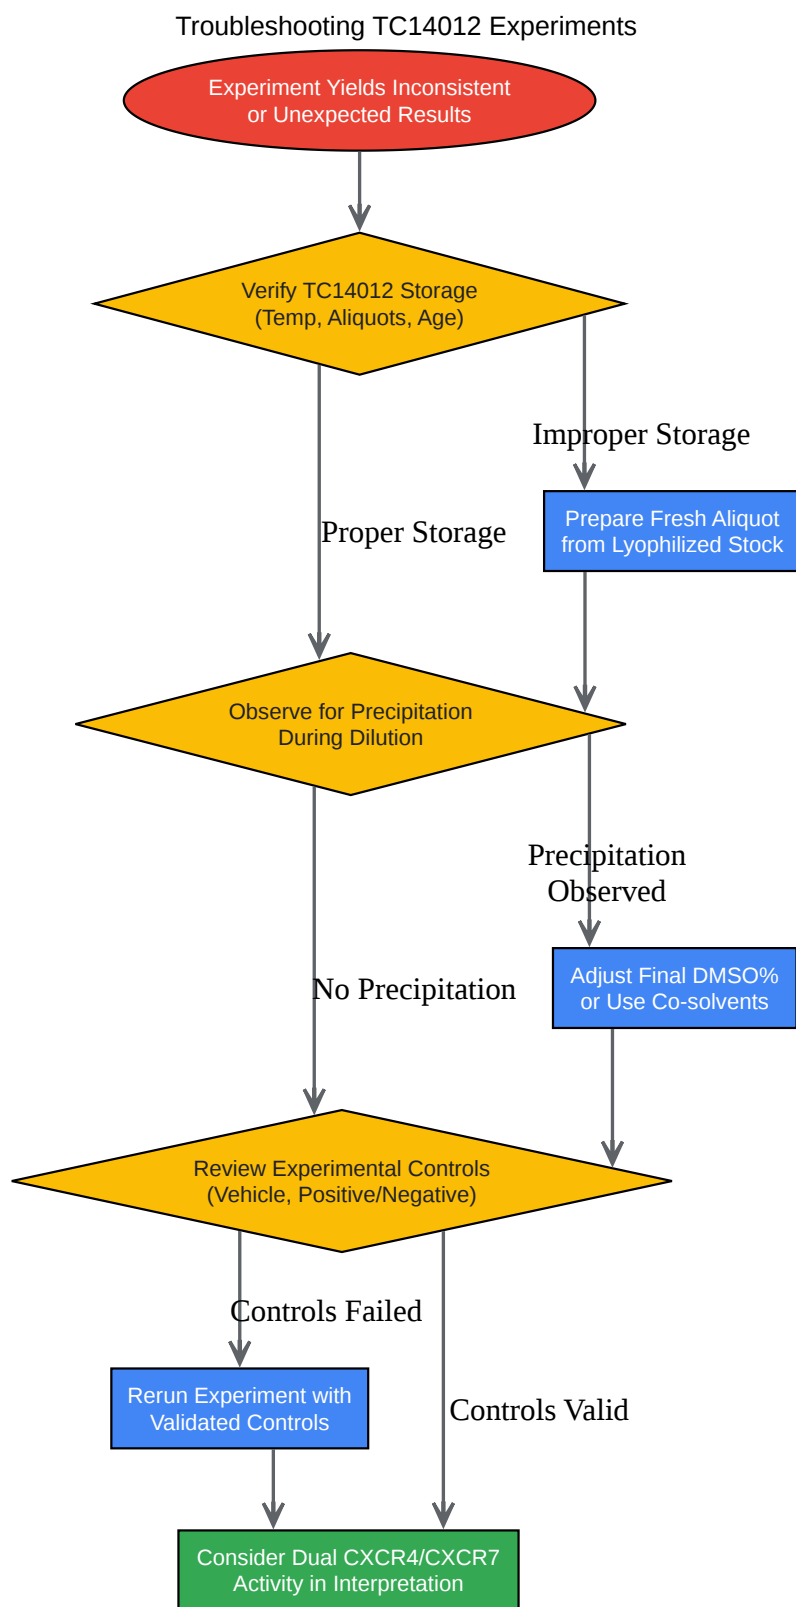 Troubleshooting TC14012 Experiments
Experiment Yields Inconsistent
or Unexpected Results
Verify TC14012 Storage
(Temp, Aliquots, Age)
Improper Storage
Proper Storage
Prepare Fresh Aliquot
from Lyophilized Stock
Observe for Precipitation
During Dilution
Precipitation
Observed
No Precipitation
Adjust Final DMSO%
or Use Co-solvents
Review Experimental Controls
(Vehicle, Positive/Negative)
Controls Failed
Controls Valid
Rerun Experiment with
Validated Controls
Consider Dual CXCR4/CXCR7
Activity in Interpretation